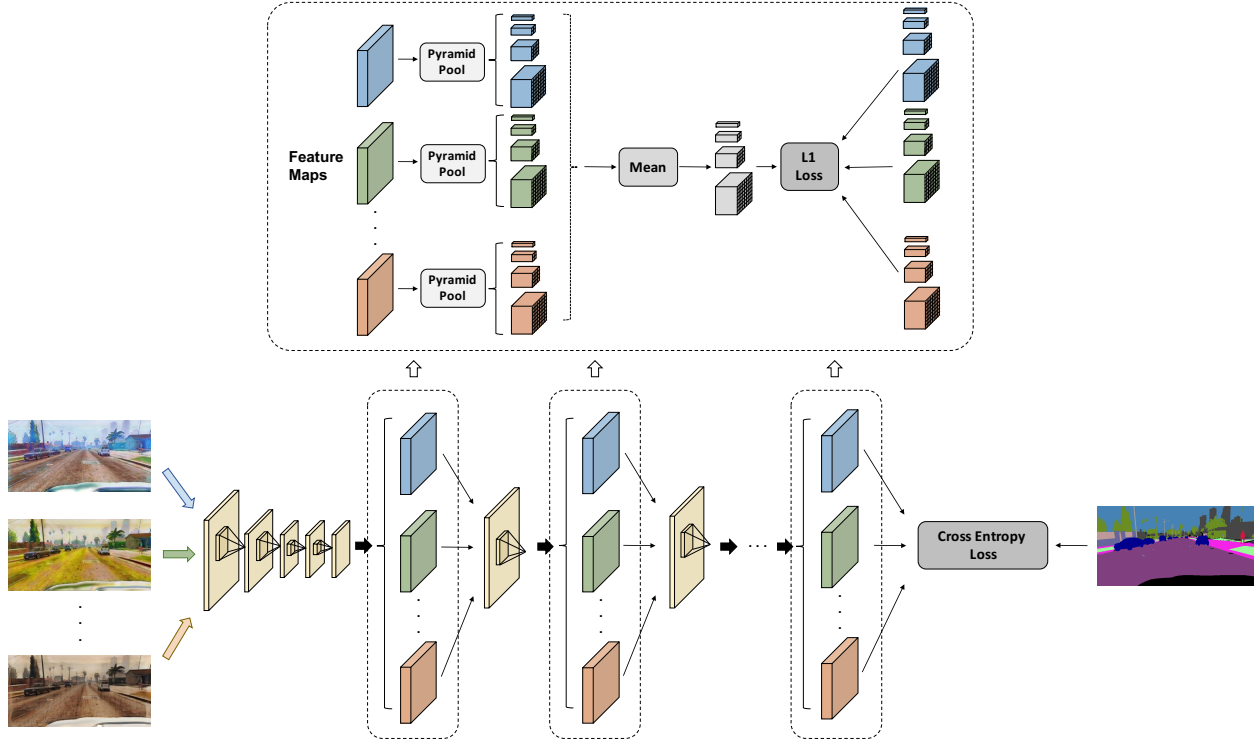 Pyramid
Pool
Feature
Maps
Pyramid
Pool
Mean
L1
Loss
Pyramid
Pool
Cross Entropy
Loss